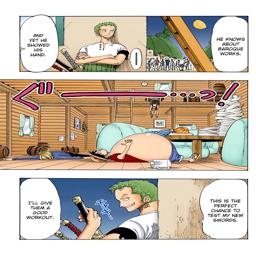 HE KNOWS
ABOUT
BAROQUE
WORKS.
AND
YET HE
SHOWED
HIS
HAND.
THIS IS THE
PERFECT
CHANCE TO
TEST MY NEW
SWORDS.
I'LL GIVE
THEM A
GOOD
WORKOUT.